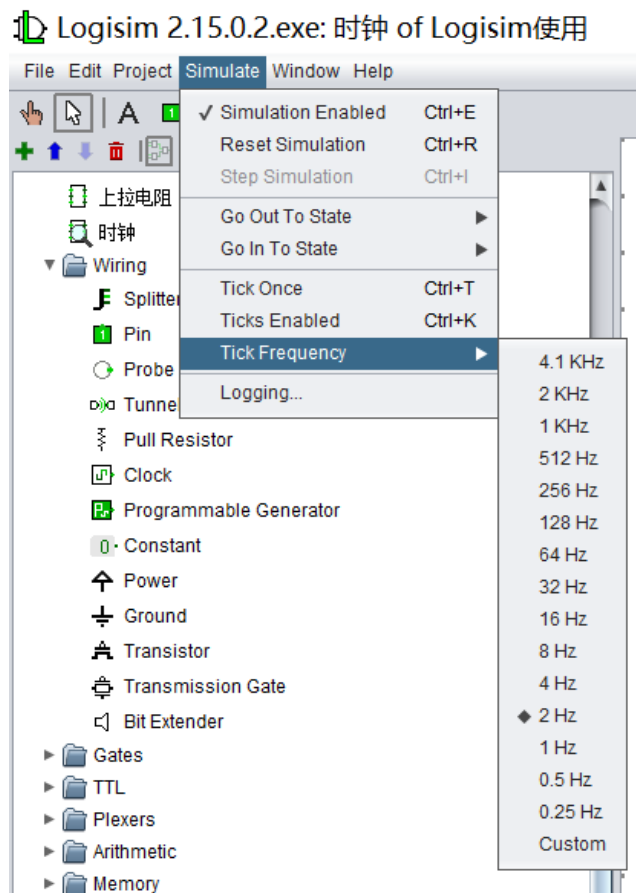 Logisim 2.15.0.2.exe: 时钟 of Logisim使用
File Edit Project Simulate Window Help
A 1
✓ Simulation Enabled Ctrl+E
Reset Simulation Ctrl+R
Step Simulation Ctrl+I
Go Out To State
Go In To State
Tick Once Ctrl+T
Ticks Enabled Ctrl+K
Tick Frequency
Logging...
4.1 KHz
2 KHz
1 KHz
512 Hz
256 Hz
128 Hz
64 Hz
32 Hz
16 Hz
8 Hz
4 Hz
2 Hz
1 Hz
0.5 Hz
0.25 Hz
Custom
上拉电阻
时钟
Wiring
Splitter
1 Pin
Probe
Tunnel
Pull Resistor
Clock
Programmable Generator
0 Constant
Power
Ground
Transistor
Transmission Gate
Bit Extender
Gates
TTL
Plexers
Arithmetic
Memory